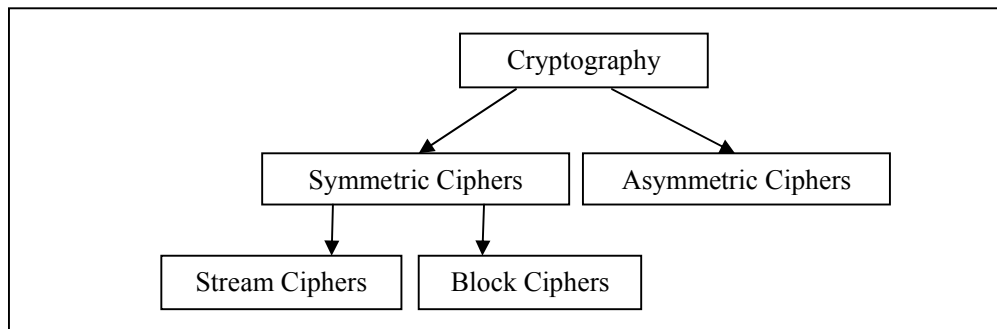 Cryptography
Symmetric Ciphers
Asymmetric Ciphers
Stream Ciphers
Block Ciphers